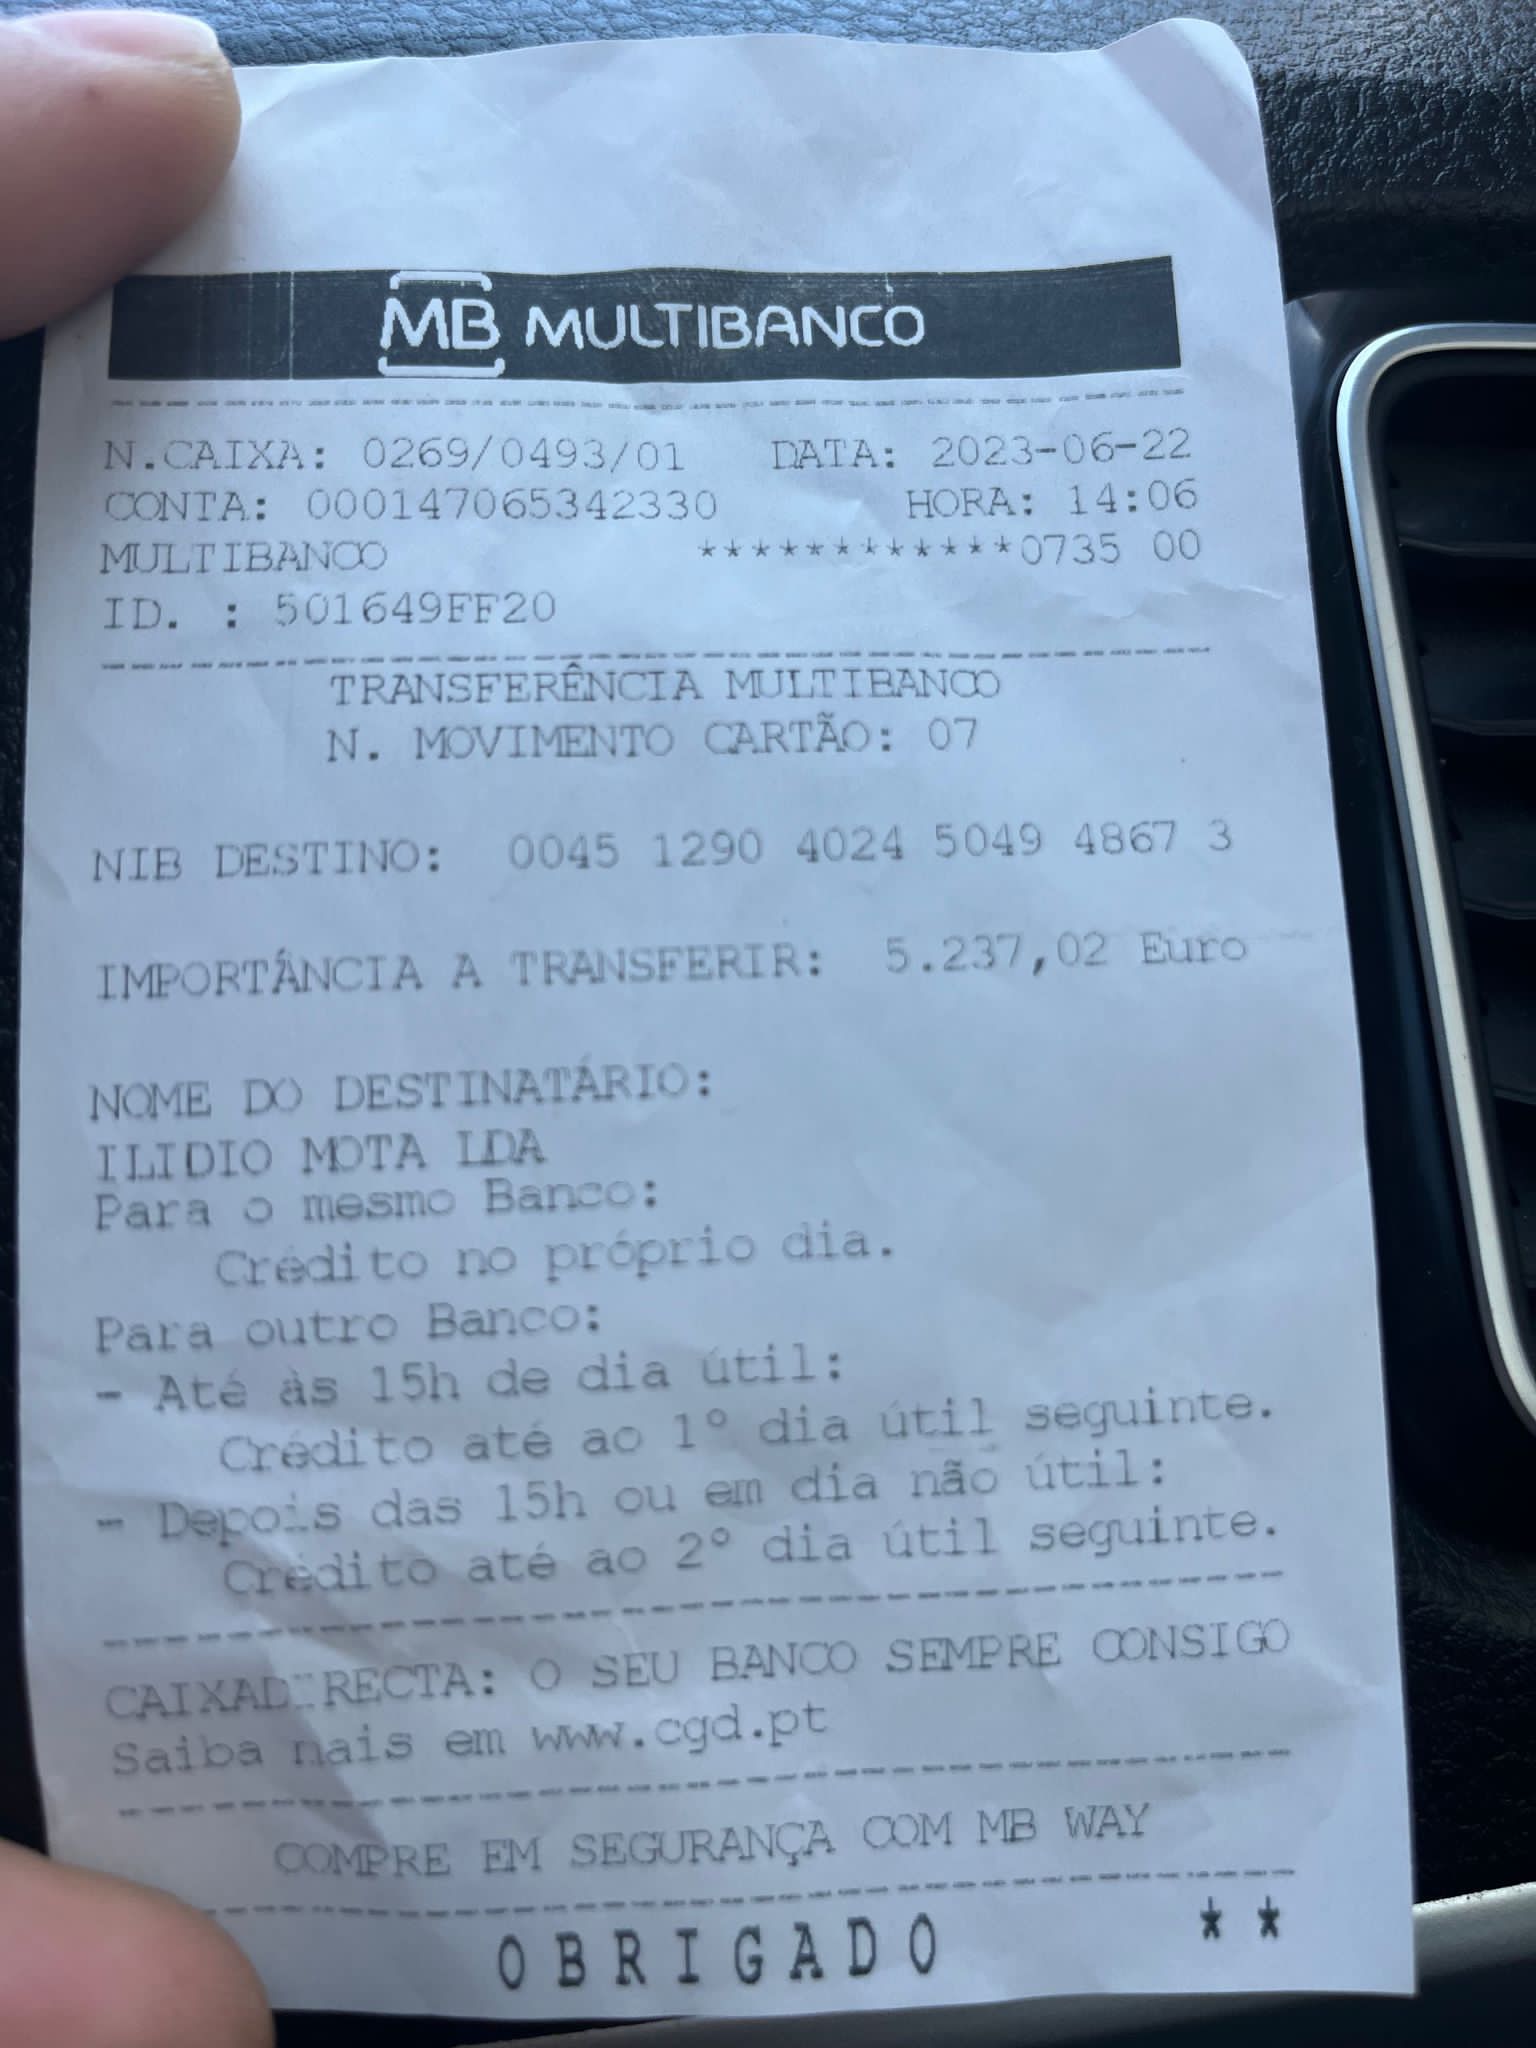 MB MULTIBANCO
N.CAIXA: 0269/0493/01 DATA: 2023-06-22
CONTA: 000147065342330 HORA: 14:06
MULTIBANCO ************0735 00
ID. : 501649FF20
TRANSFERÊNCIA MULTIBANCO
N. MOVIMENTO CARTÃO: 07
NIB DESTINO: 0045 1290 4024 5049 4867 3
IMPORTÂNCIA A TRANSFERIR: 5.237,02 Euro
NOME DO DESTINATÁRIO:
ILIDIO MOTA LDA
Para o mesmo Banco:
Crédito no próprio dia.
Para outro Banco:
- Até às 15h de dia útil:
Crédito até ao 1º dia útil seguinte.
- Depois das 15h ou em dia não útil:
Crédito até ao 2º dia útil seguinte.
CAIXADIRECTA: O SEU BANCO SEMPRE CONSIGO
Saiba mais em www.cgd.pt
COMPRE EM SEGURANÇA COM MB WAY
OBRIGADO **